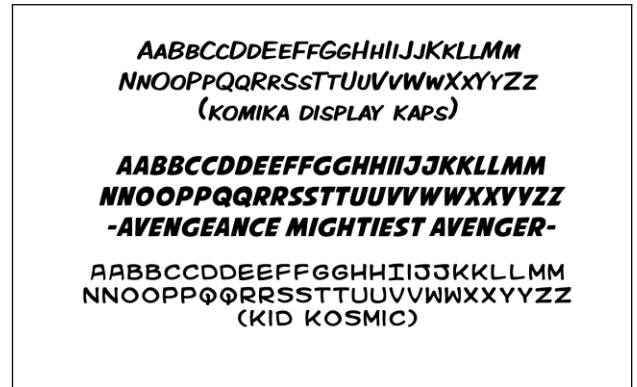 AaBbCcDdEeFfGgHhIiJjKkLlMm
NnOoPpQqRrSsTtUuVvWwXxYyZz
(KOMIKA DISPLAY KAPS)
AABBCCDDEEFFGGHHIIJJKKLLMM
NNOOPPQQRRSSTTUUVVWWXXYYZZ
-AVENGEANCE MIGHTIEST AVENGER-
AABBCCDDEEFFGGHHIIJJKKLLMM
NNOOPPQQRRSSTTUUVVWWXXYYZZ
(KID KOSMIC)